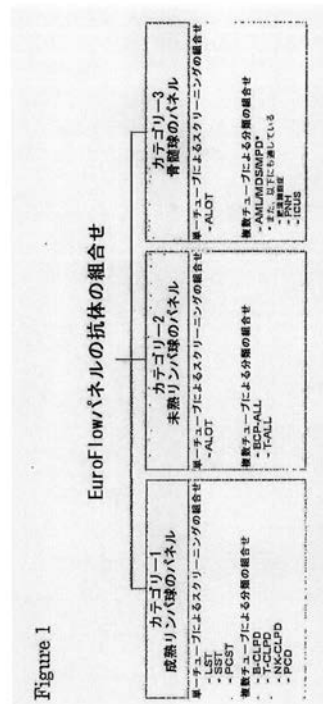 Figure 1
EuroFlowパネルの抗体の組合せ
カテゴリー1
成熟リンパ球のパネル
単一チューブによるスクリーニングの組合せ
- LST
- SST
- PCST
複数チューブによる分類の組合せ
- B-CLPD
- T-CLPD
- NK-CLPD
- PCD
カテゴリー2
未熟リンパ球のパネル
単一チューブによるスクリーニングの組合せ
- ALOT
複数チューブによる分類の組合せ
- BCP-ALL
- T-ALL
カテゴリー3
骨髄球のパネル
単一チューブによるスクリーニングの組合せ
- ALOT
複数チューブによる分類の組合せ
- AML/MDS/MPD*
* また、以下にも適している
- PNH
- ICUS